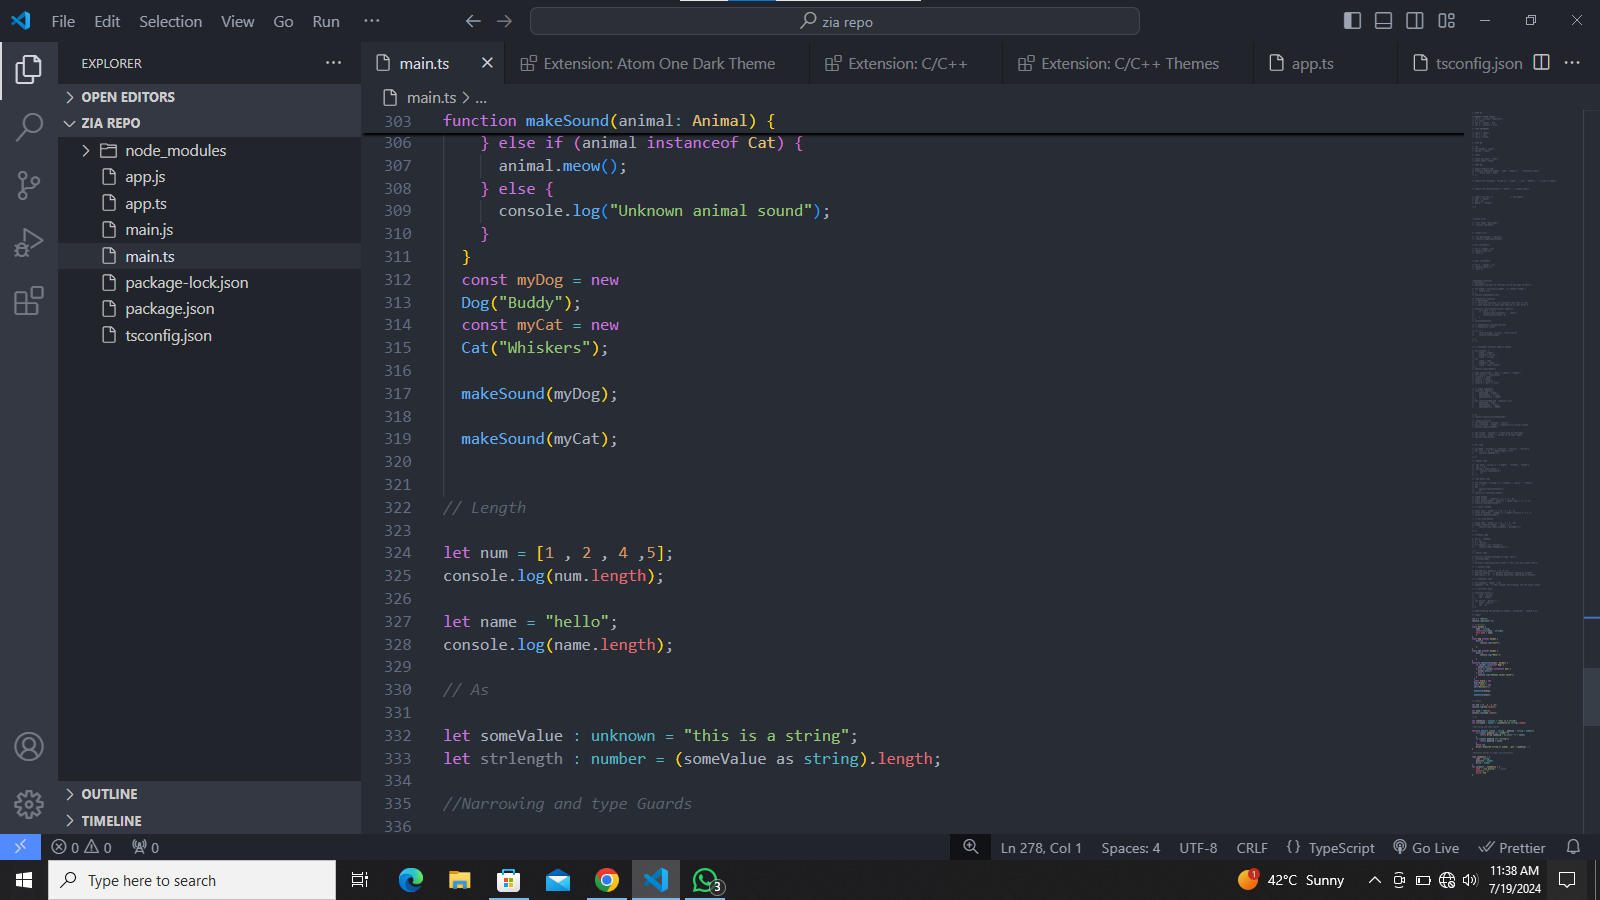 File Edit Selection View Go Run ···
zia repo
EXPLORER ···
OPEN EDITORS
ZIA REPO
node_modules
app.js
app.ts
main.js
main.ts
package-lock.json
package.json
tsconfig.json
OUTLINE
TIMELINE
main.ts Extension: Atom One Dark Theme Extension: C/C++ Extension: C/C++ Themes app.ts tsconfig.json ···
main.ts > ...
303 function makeSound(animal: Animal) {
306 } else if (animal instanceof Cat) {
307 animal.meow();
308 } else {
309 console.log("Unknown animal sound");
310 }
311 }
312 const myDog = new
313 Dog("Buddy");
314 const myCat = new
315 Cat("Whiskers");
316
317 makeSound(myDog);
318
319 makeSound(myCat);
320
321
322 // Length
323
324 let num = [1 , 2 , 4 ,5];
325 console.log(num.length);
326
327 let name = "hello";
328 console.log(name.length);
329
330 // As
331
332 let someValue : unknown = "this is a string";
333 let strlength : number = (someValue as string).length;
334
335 //Narrowing and type Guards
336
0 0 0 Ln 278, Col 1 Spaces: 4 UTF-8 CRLF {} TypeScript Go Live Prettier
Type here to search
3
1
42°C Sunny
11:38 AM
7/19/2024